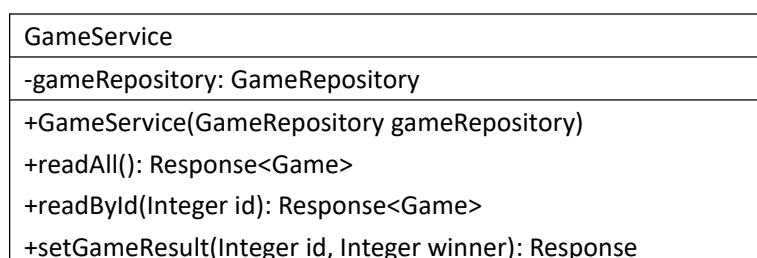 GameService
-gameRepository: GameRepository
+GameService(GameRepository gameRepository)
+readAll(): Response<Game>
+readById(Integer id): Response<Game>
+setGameResult(Integer id, Integer winner): Response